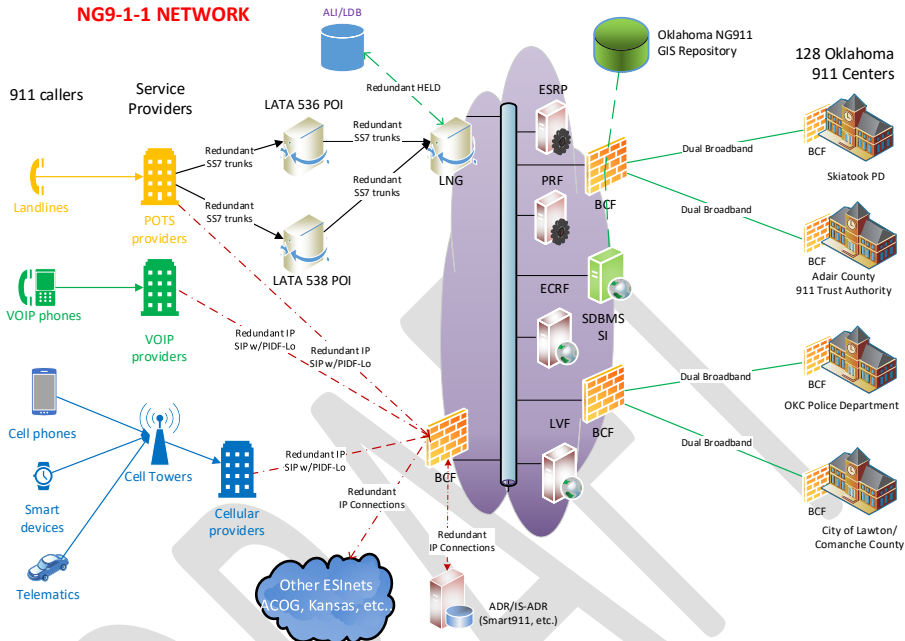 NG9-1-1 NETWORK
ALI/LDB
Oklahoma NG911
GIS Repository
128 Oklahoma
911 Centers
911 callers
Service
Providers
Redundant HELD
LATA 536 POI
Redundant
SS7 trunks
Redundant
SS7 trunks
LNG
ESRP
PRF
BCF
Dual Broadband
BCF
Skiatook PD
Landlines
POTS
providers
Redundant
SS7 trunks
Redundant
SS7 trunks
LATA 538 POI
Dual Broadband
BCF
Adair County
911 Trust Authority
ECRF
SDBMS
SI
VOIP phones
VOIP
providers
Redundant IP
SIP w/PIDF-Lo
Redundant IP
SIP w/PIDF-Lo
Dual Broadband
BCF
OKC Police Department
LVF
BCF
Dual Broadband
BCF
City of Lawton/
Comanche County
Cell phones
Smart
devices
Telematics
Cell Towers
Cellular
providers
Redundant IP
SIP w/PIDF-Lo
BCF
Redundant
IP Connections
Redundant
IP Connections
Other ESInets
ACOG, Kansas, etc..
ADR/IS-ADR
(Smart911, etc.)